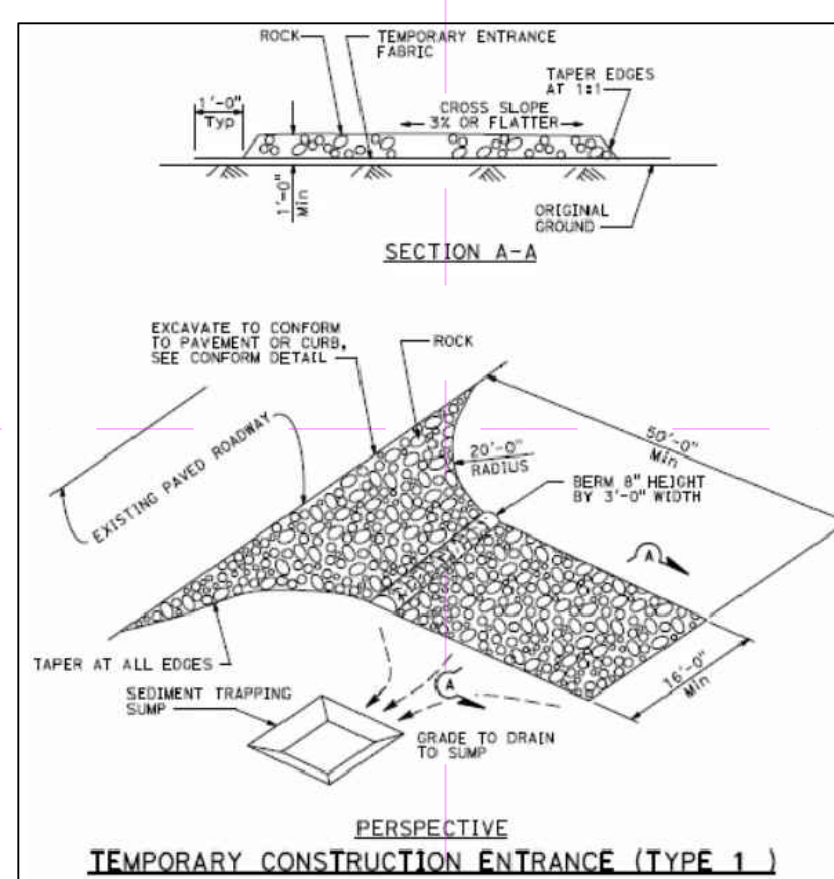 ROCK
TEMPORARY ENTRANCE
FABRIC
TAPER EDGES
AT 1:1
1'-0"
Typ
CROSS SLOPE
3% OR FLATTER
1'-0"
Min
ORIGINAL
GROUND
SECTION A-A
EXCAVATE TO CONFORM
TO PAVEMENT OR CURB,
SEE CONFORM DETAIL
ROCK
50'-0"
Min
EXISTING PAVED ROADWAY
20'-0"
RADIUS
BERM 8" HEIGHT
BY 3'-0" WIDTH
A
TAPER AT ALL EDGES
16'-0"
Min
SEDIMENT TRAPPING
SUMP
A
GRADE TO DRAIN
TO SUMP
PERSPECTIVE
TEMPORARY CONSTRUCTION ENTRANCE (TYPE 1 )